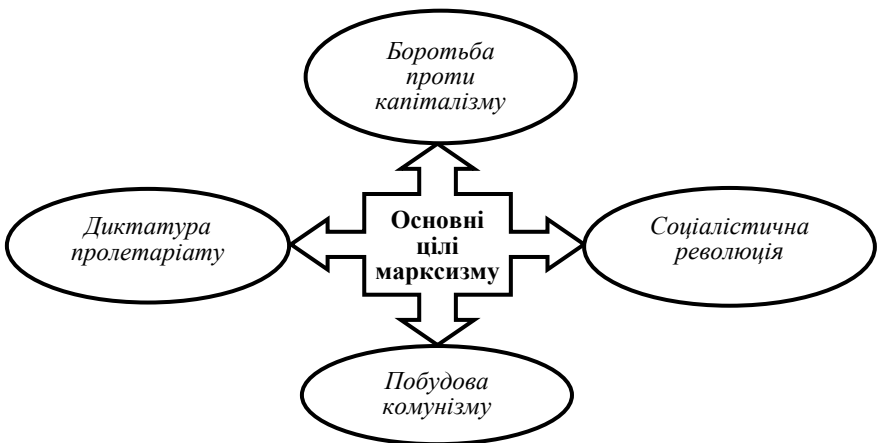 Боротьба
проти
капіталізму
Диктатура
пролетаріату
Основні
цілі
марксизму
Соціалістична
революція
Побудова
комунізму